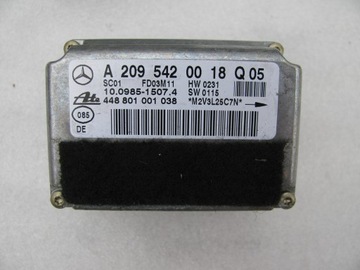 A 209 542 00 18 Q 05
SC01 FD03M11 HW 0231
10.0985-1507.4 SW 0115
448 801 001 038 *M2V3L25C7N*
Ate
085
DE